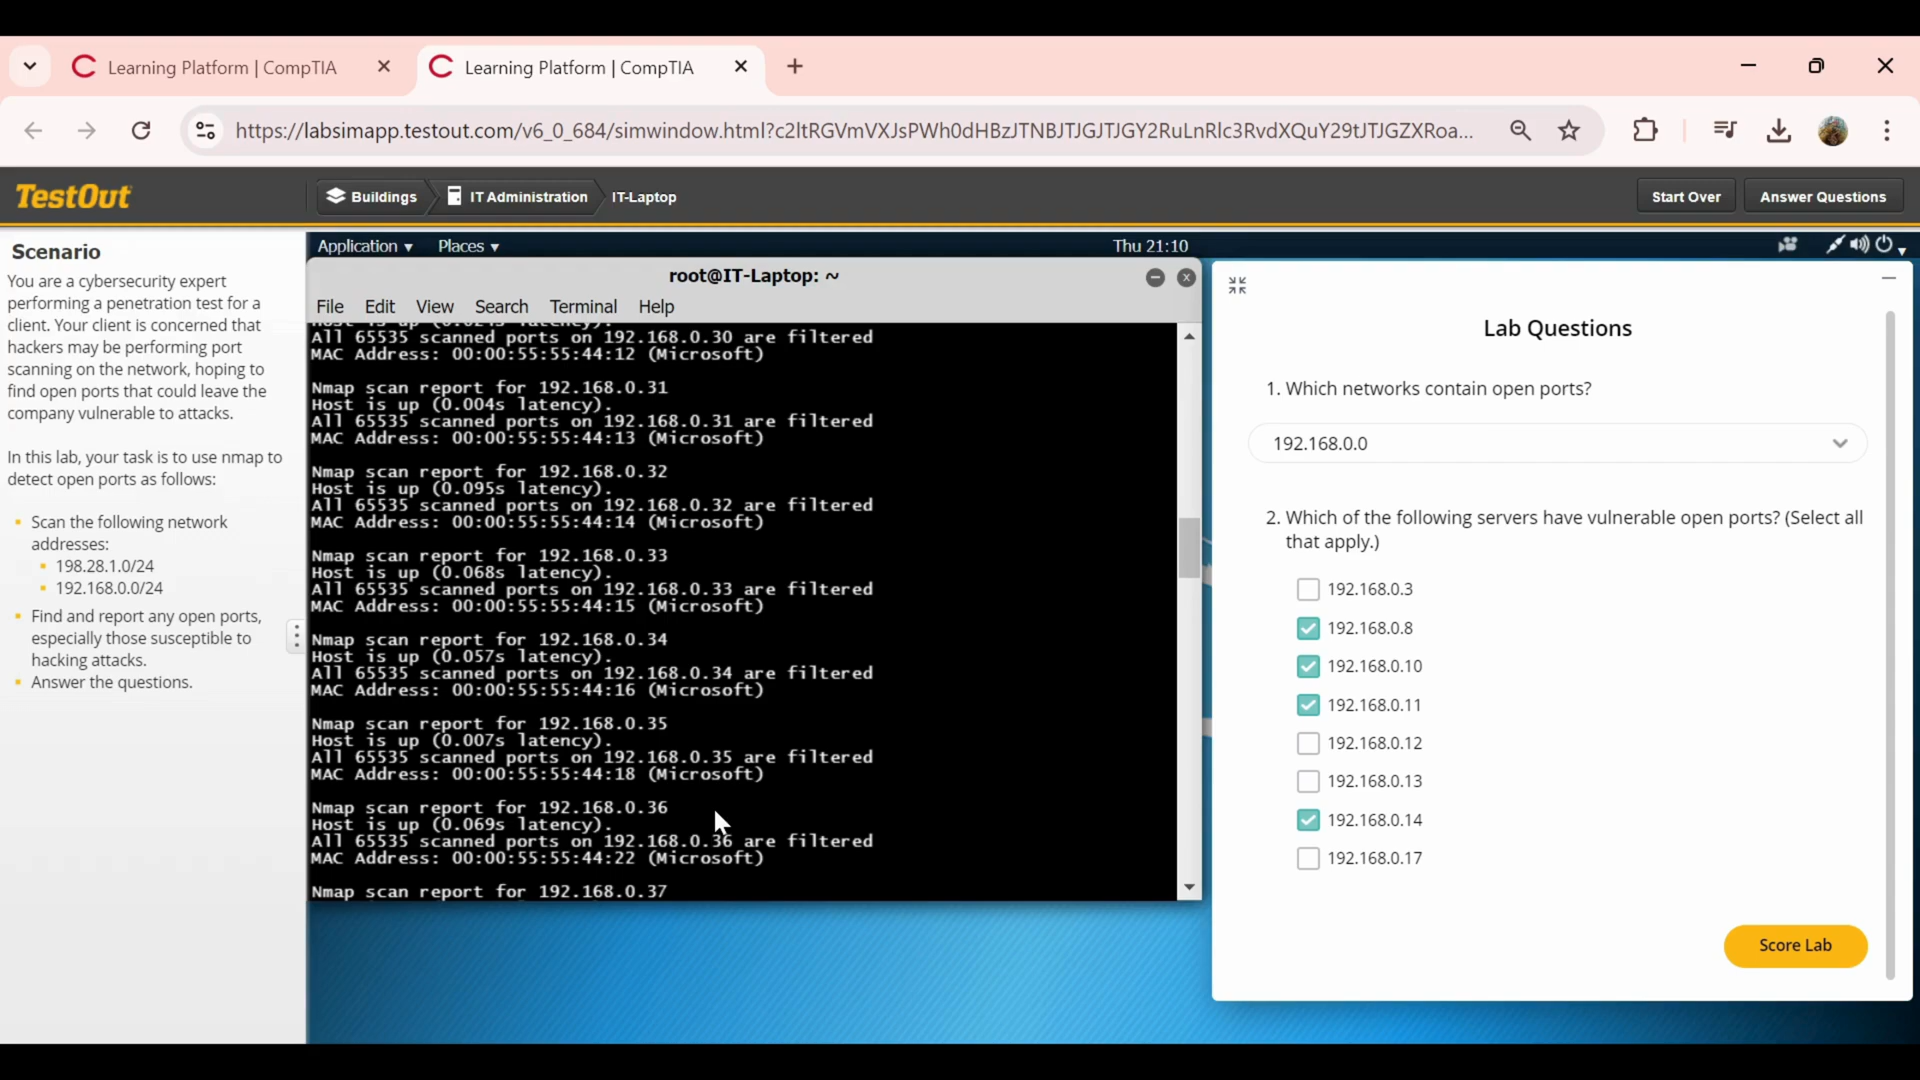 Learning Platform | CompTIA
Learning Platform | CompTIA
https://labsimapp.testout.com/v6_0_684/simwindow.html?c2ltRGVmVXJsPWh0dHBzJTNBJTJGJTJGY2RuLnRlc3RvdXQuY29tJTJGZXRoa...
TestOut
Buildings
IT Administration
IT-Laptop
Start Over
Answer Questions
Scenario
You are a cybersecurity expert
performing a penetration test for a
client. Your client is concerned that
hackers may be performing port
scanning on the network, hoping to
find open ports that could leave the
company vulnerable to attacks.
In this lab, your task is to use nmap to
detect open ports as follows:
Scan the following network
addresses:
198.28.1.0/24
192.168.0.0/24
Find and report any open ports,
especially those susceptible to
hacking attacks.
Answer the questions.
Application
Places
Thu 21:10
root@IT-Laptop: ~
File Edit View Search Terminal Help
All 65535 scanned ports on 192.168.0.30 are filtered
MAC Address: 00:00:55:55:44:12 (Microsoft)
Nmap scan report for 192.168.0.31
Host is up (0.004s latency).
All 65535 scanned ports on 192.168.0.31 are filtered
MAC Address: 00:00:55:55:44:13 (Microsoft)
Nmap scan report for 192.168.0.32
Host is up (0.095s latency).
All 65535 scanned ports on 192.168.0.32 are filtered
MAC Address: 00:00:55:55:44:14 (Microsoft)
Nmap scan report for 192.168.0.33
Host is up (0.068s latency).
All 65535 scanned ports on 192.168.0.33 are filtered
MAC Address: 00:00:55:55:44:15 (Microsoft)
Nmap scan report for 192.168.0.34
Host is up (0.057s latency).
All 65535 scanned ports on 192.168.0.34 are filtered
MAC Address: 00:00:55:55:44:16 (Microsoft)
Nmap scan report for 192.168.0.35
Host is up (0.007s latency).
All 65535 scanned ports on 192.168.0.35 are filtered
MAC Address: 00:00:55:55:44:18 (Microsoft)
Nmap scan report for 192.168.0.36
Host is up (0.069s latency).
All 65535 scanned ports on 192.168.0.36 are filtered
MAC Address: 00:00:55:55:44:22 (Microsoft)
Nmap scan report for 192.168.0.37
Lab Questions
1. Which networks contain open ports?
192.168.0.0
2. Which of the following servers have vulnerable open ports? (Select all
that apply.)
192.168.0.3
192.168.0.8
192.168.0.10
192.168.0.11
192.168.0.12
192.168.0.13
192.168.0.14
192.168.0.17
Score Lab